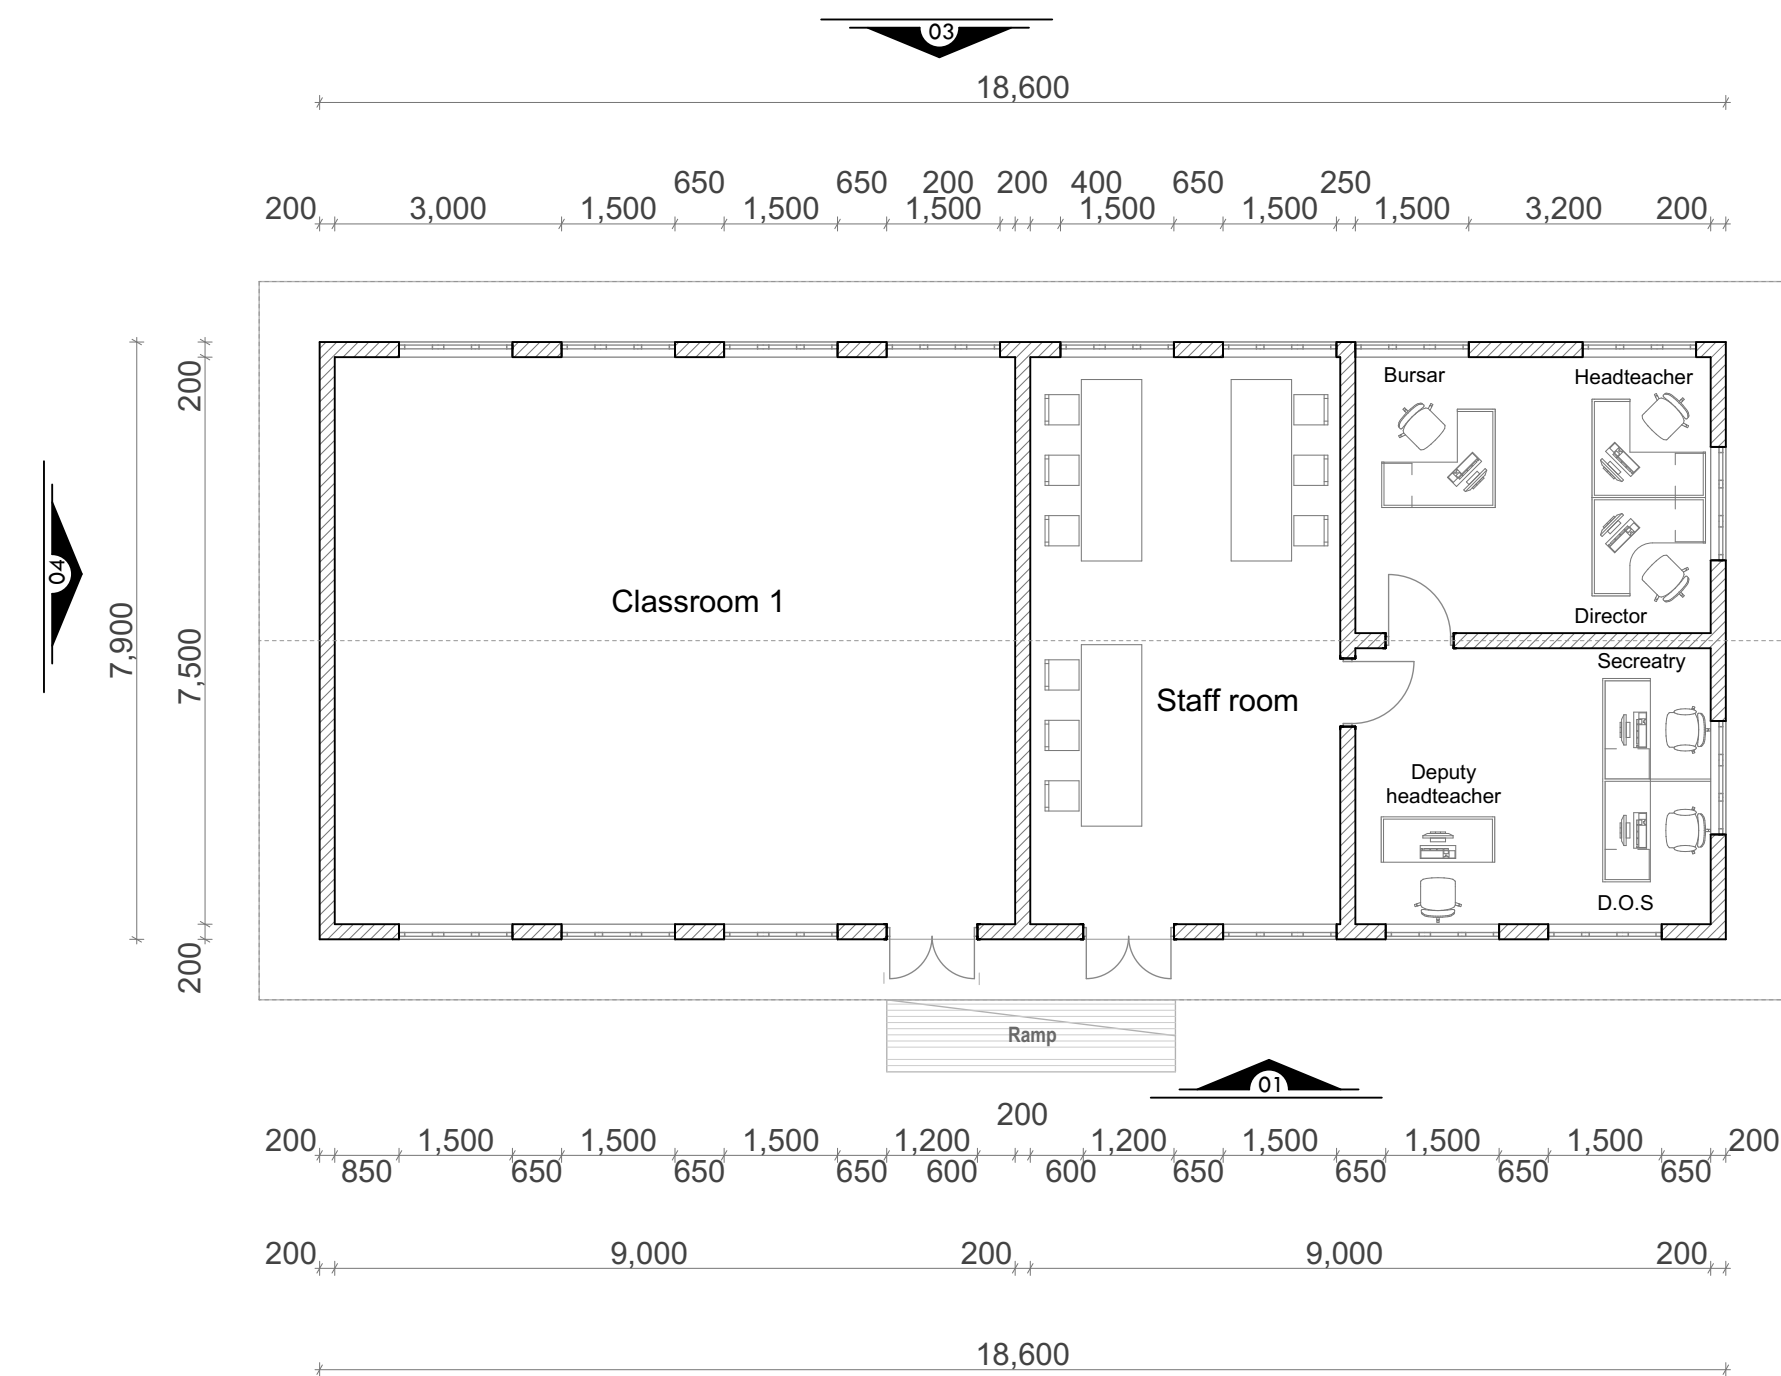 03
18,600
650 650 200 200 400 650 250
200 3,000 1,500 1,500 1,500 1,500 1,500 1,500 3,200 200
200
Bursar
Headteacher
04
Classroom 1
7,900
7,500
Director
Secreatry
Staff room
Deputy
headteacher
D.O.S
200
Ramp
01
200
200 1,500 1,500 1,500 1,200 1,200 1,500 1,500 1,500 200
850 650 650 650 600 600 650 650 650 650
200 9,000 200 9,000 200
18,600